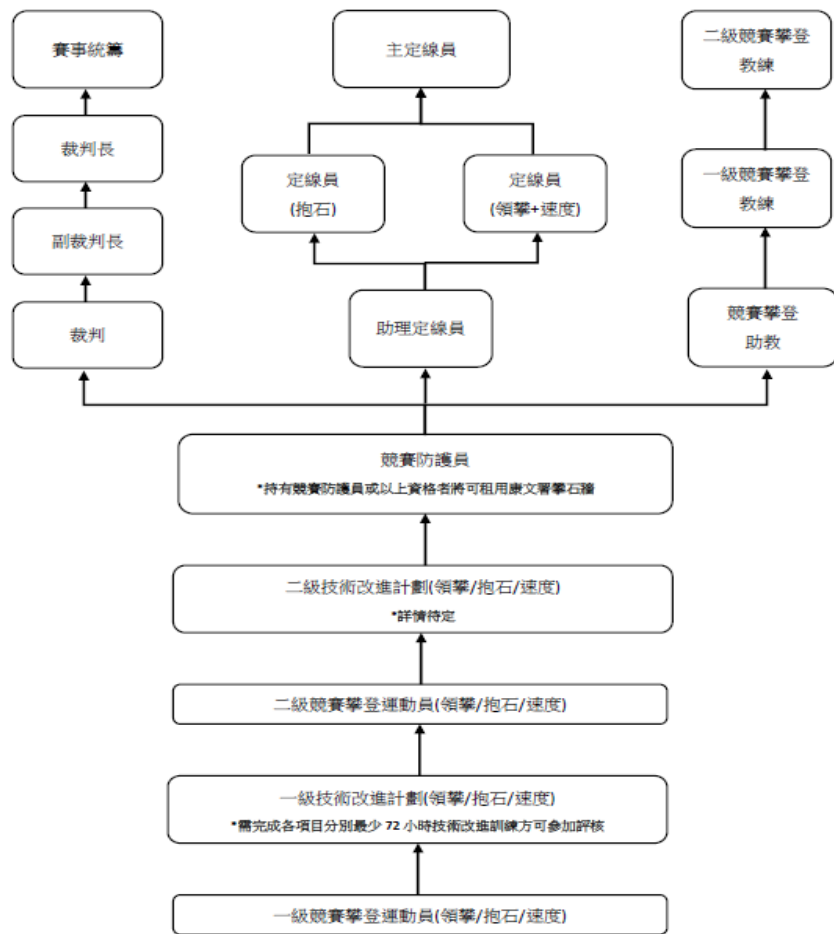 賽事統籌
主定線員
二級競賽攀登
教練
裁判長
定線員
(抱石)
定線員
(領攀+速度)
一級競賽攀登
教練
副裁判長
裁判
助理定線員
競賽攀登
助教
競賽防護員
*持有競賽防護員或以上資格者將可租用康文署攀石牆
二級技術改進計劃(領攀/抱石/速度)
*詳情待定
二級競賽攀登運動員(領攀/抱石/速度)
一級技術改進計劃(領攀/抱石/速度)
*需完成各項目分別最少 72 小時技術改進訓練方可參加評核
一級競賽攀登運動員(領攀/抱石/速度)